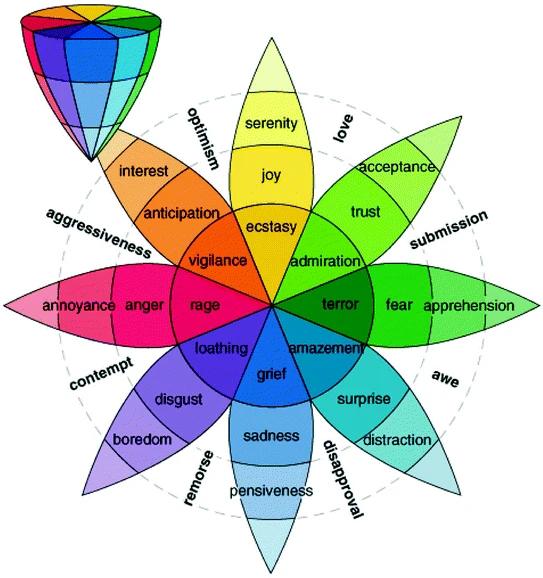 serenity
love
optimism
interest
acceptance
joy
anticipation
trust
ecstasy
submission
aggressiveness
vigilance
admiration
annoyance
anger
rage
terror
fear
apprehension
loathing
amazement
grief
contempt
awe
disgust
surprise
boredom
sadness
distraction
remorse
disapproval
pensiveness